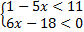 1 − 5x < 11
6x − 18 < 0